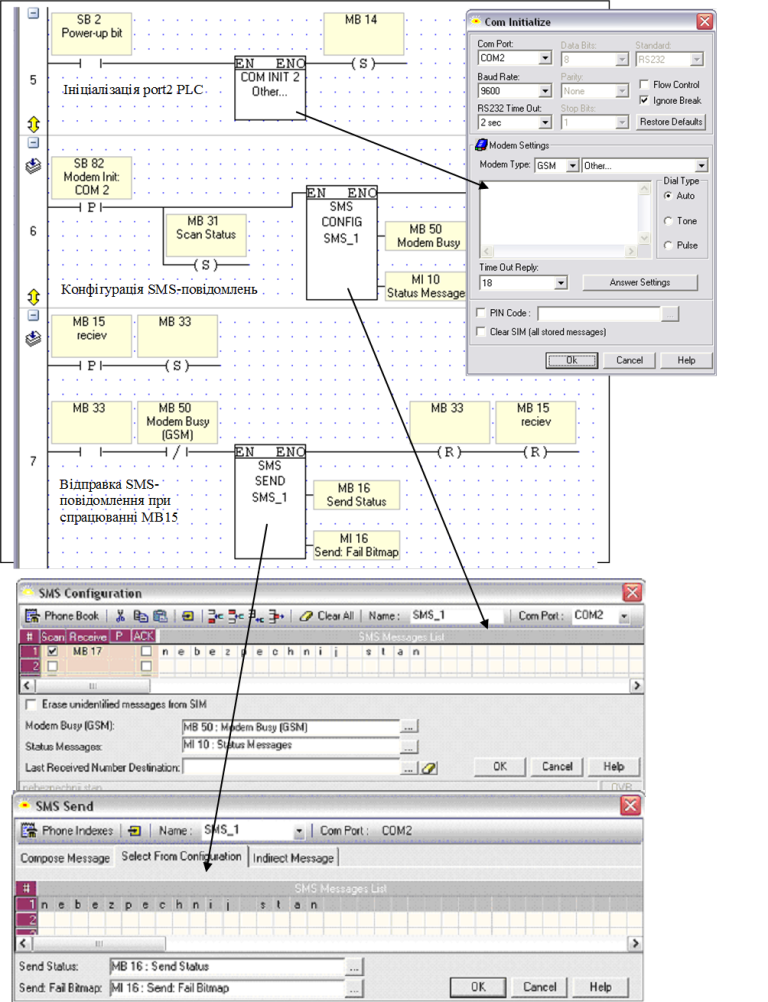 SB 2
Power-up bit
MB 14
EN ENO
COM INIT 2
Other...
( S )
5
Ініціалізація port2 PLC
Com Initialize
Com Port:
Data Bits:
Standard:
COM2
8
RS232
Baud Rate:
Parity:
9600
None
Flow Control
Ignore Break
RS232 Time Out:
Stop Bits:
2 sec
1
Restore Defaults
Modem Settings
Modem Type:
GSM
Other...
Dial Type
Auto
Tone
Pulse
Time Out Reply:
18
Answer Settings
PIN Code :
...
Clear SIM (all stored messages)
Ok
Cancel
Help
SB 82
Modem Init:
COM 2
P
MB 31
Scan Status
( S )
EN ENO
SMS
CONFIG
SMS_1
MB 50
Modem Busy
MI 10
Status Message
6
Конфігурація SMS-повідомлень
MB 15
reciev
MB 33
P
( S )
MB 33
MB 50
Modem Busy
(GSM)
MB 33
MB 15
reciev
EN ENO
SMS
SEND
SMS_1
( R )
( R )
7
MB 16
Send Status
MI 16
Send: Fail Bitmap
Відправка SMS-
повідомлення при
спрацюванні MB15
SMS Configuration
Phone Book
Clear All
Name :
SMS_1
Com Port:
COM2
#
Scan
Receive
P
ACK
SMS Messages List
1
MB 17
nebezpechnij stan
2
Erase unidentified messages from SIM
Modem Busy (GSM):
MB 50 : Modem Busy (GSM)
...
Status Messages:
MI 10 : Status Messages
...
Last Received Number Destination:
...
OK
Cancel
Help
nebezpechnij stan
OVR
SMS Send
Phone Indexes
Name :
SMS_1
Com Port :
COM2
Compose Message
Select From Configuration
Indirect Message
#
SMS Messages List
1
nebezpechnij stan
2
3
Send Status:
MB 16 : Send Status
...
Send: Fail Bitmap:
MI 16 : Send: Fail Bitmap
...
OK
Cancel
Help